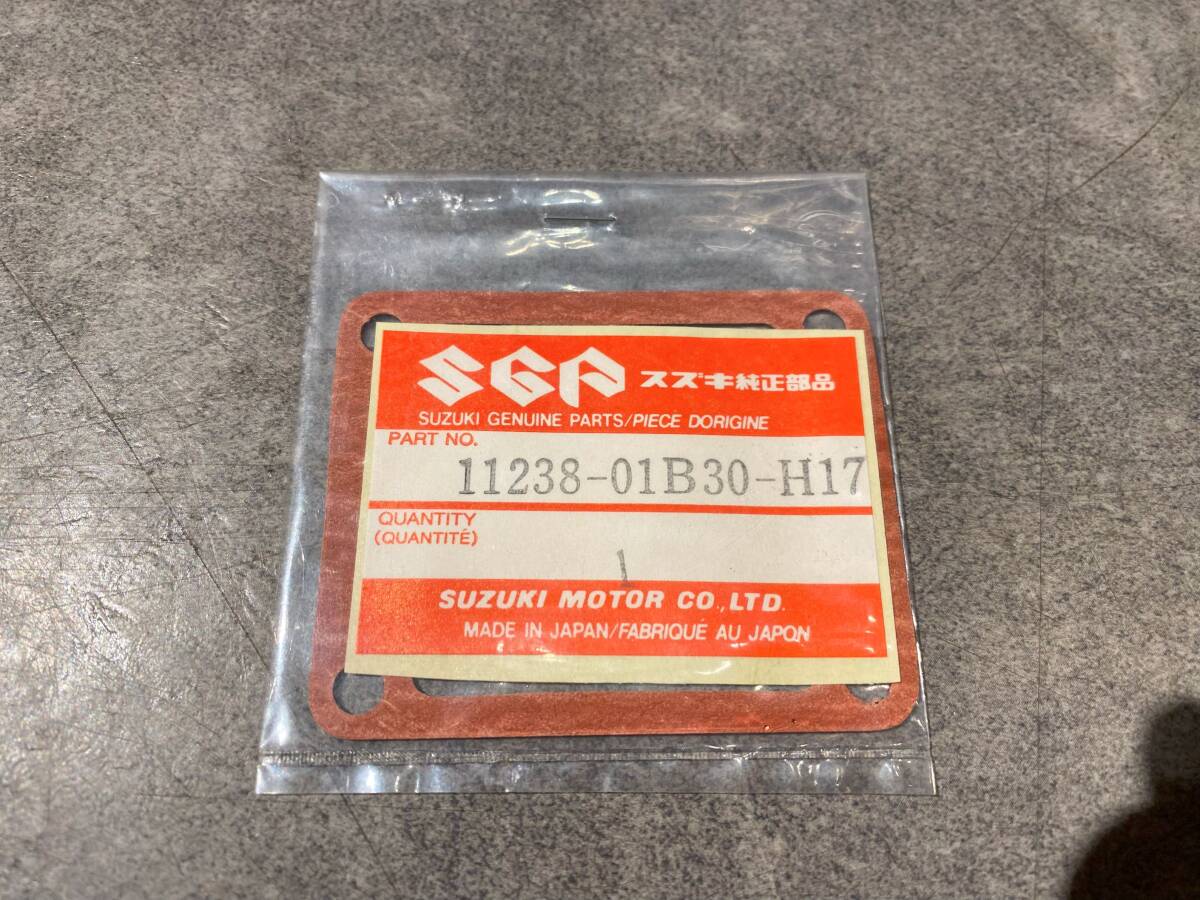 SGP スズキ純正部品
SUZUKI GENUINE PARTS/PIECE DORIGINE
PART NO.
11238-01B30-H17
QUANTITY
(QUANTITÉ)
1
SUZUKI MOTOR CO.,LTD.
MADE IN JAPAN/FABRIQUÉ AU JAPON